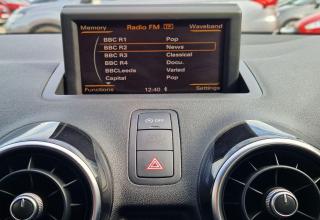 Memory Radio FM Waveband
BBC R1 Pop
BBC R2 News
BBC R3 Classical
BBC R4 Docu.
BBCLeeds Varied
Capital Pop
Functions 12:40 Settings
OFF